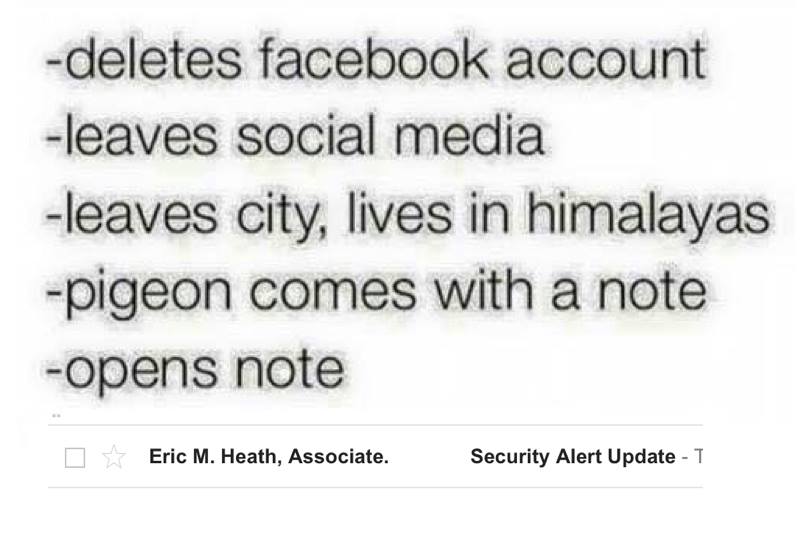 -deletes facebook account
-leaves social media
-leaves city, lives in himalayas
-pigeon comes with a note
-opens note
..
Eric M. Heath, Associate. Security Alert Update - T